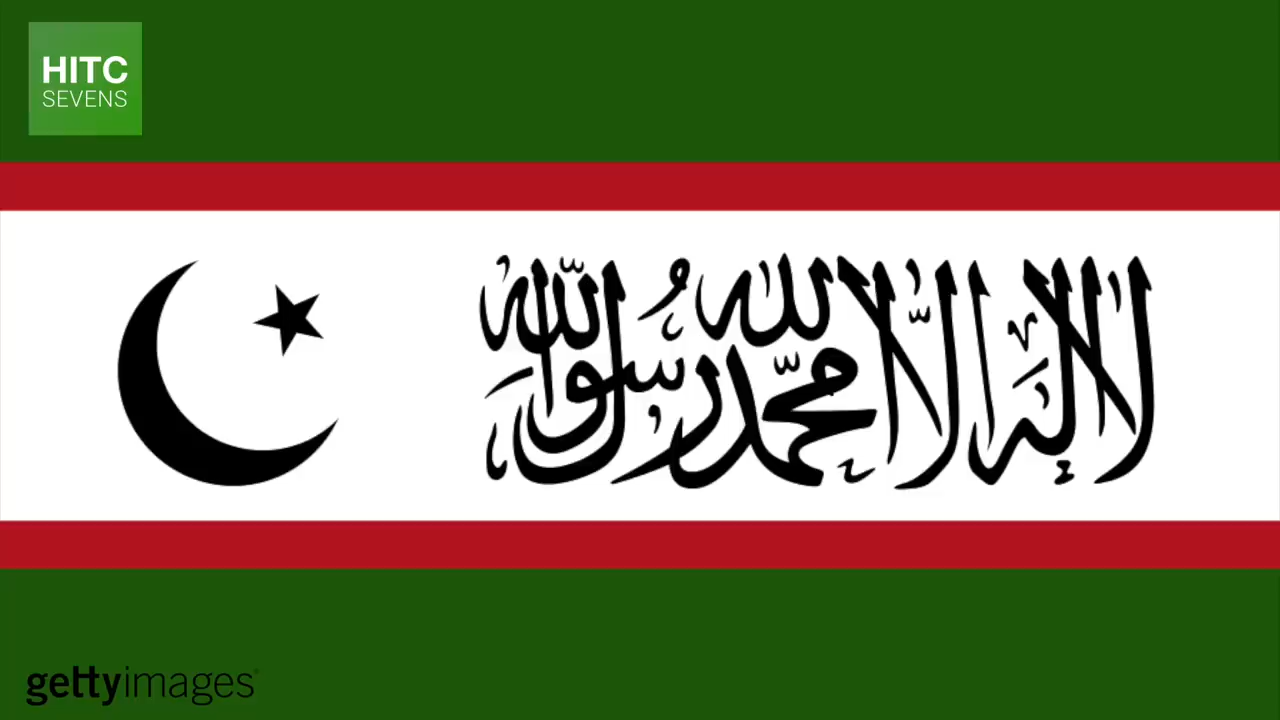 HITC
SEVENS
لا إله إلا الله محمد رسول الله
gettyimages